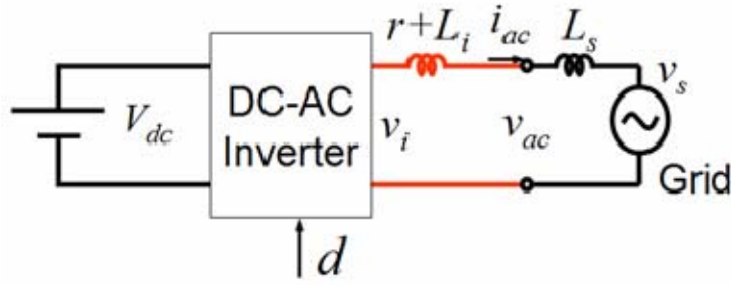 r+L_i
i_ac
L_s
V_dc
DC-AC
Inverter
v_i
v_ac
v_s
Grid
d